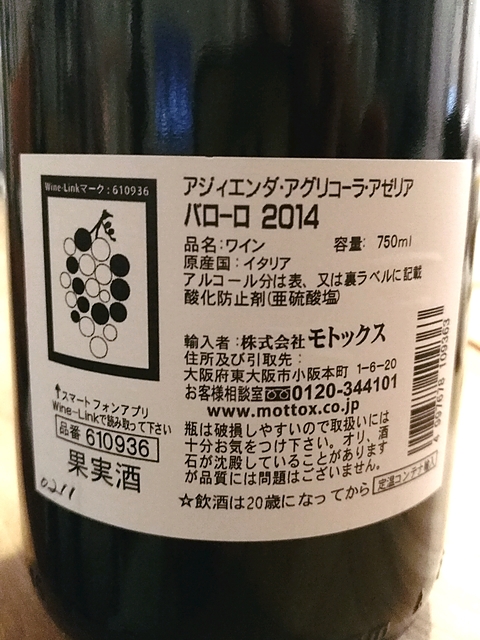 Wine-Linkマーク：610936
アジィエンダ・アグリコーラ・アゼリア
バローロ 2014
品名：ワイン 容量: 750ml
原産国：イタリア
アルコール分は表、又は裏ラベルに記載
酸化防止剤(亜硫酸塩)
輸入者：株式会社モトックス
住所及び引取先：
大阪府東大阪市小阪本町 1-6-20
お客様相談室 0120-344101
www.mottox.co.jp
瓶は破損しやすいので取扱いには
十分お気をつけ下さい。オリ、酒
石が沈殿していることがあります
が品質には問題はございません。
☆飲酒は20歳になってから 定温コンテナ輸入
↑スマートフォンアプリ
Wine-Linkで読み取って下さい
品番 610936
果実酒
0211
4 997678 109363